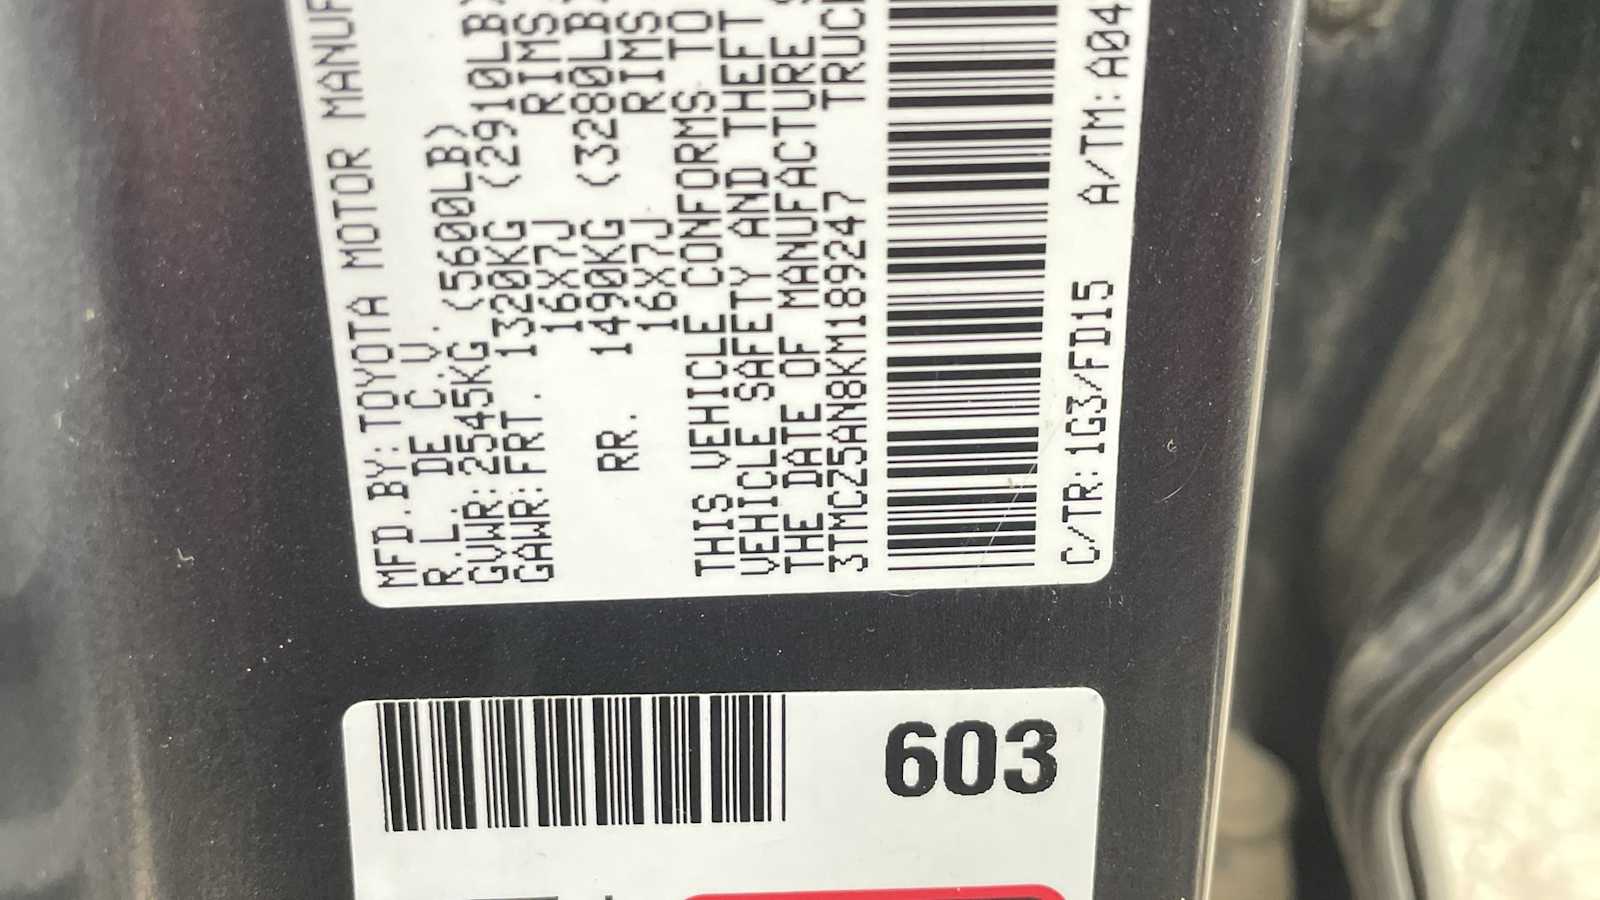 MFD.BY: TOYOTA MOTOR MANUF
R.L. DE C.V.
GVWR: 2545KG (5600LB)
GAWR: FRT. 1320KG (2910LB)
16X7J RIMS
RR. 1490KG (3280LB)
16X7J RIMS
THIS VEHICLE CONFORMS TO
VEHICLE SAFETY AND THEFT
THE DATE OF MANUFACTURE S
3TMCZ5AN8KM189247 TRUCK
C/TR: 1G3/FD15 A/TM: A04
603